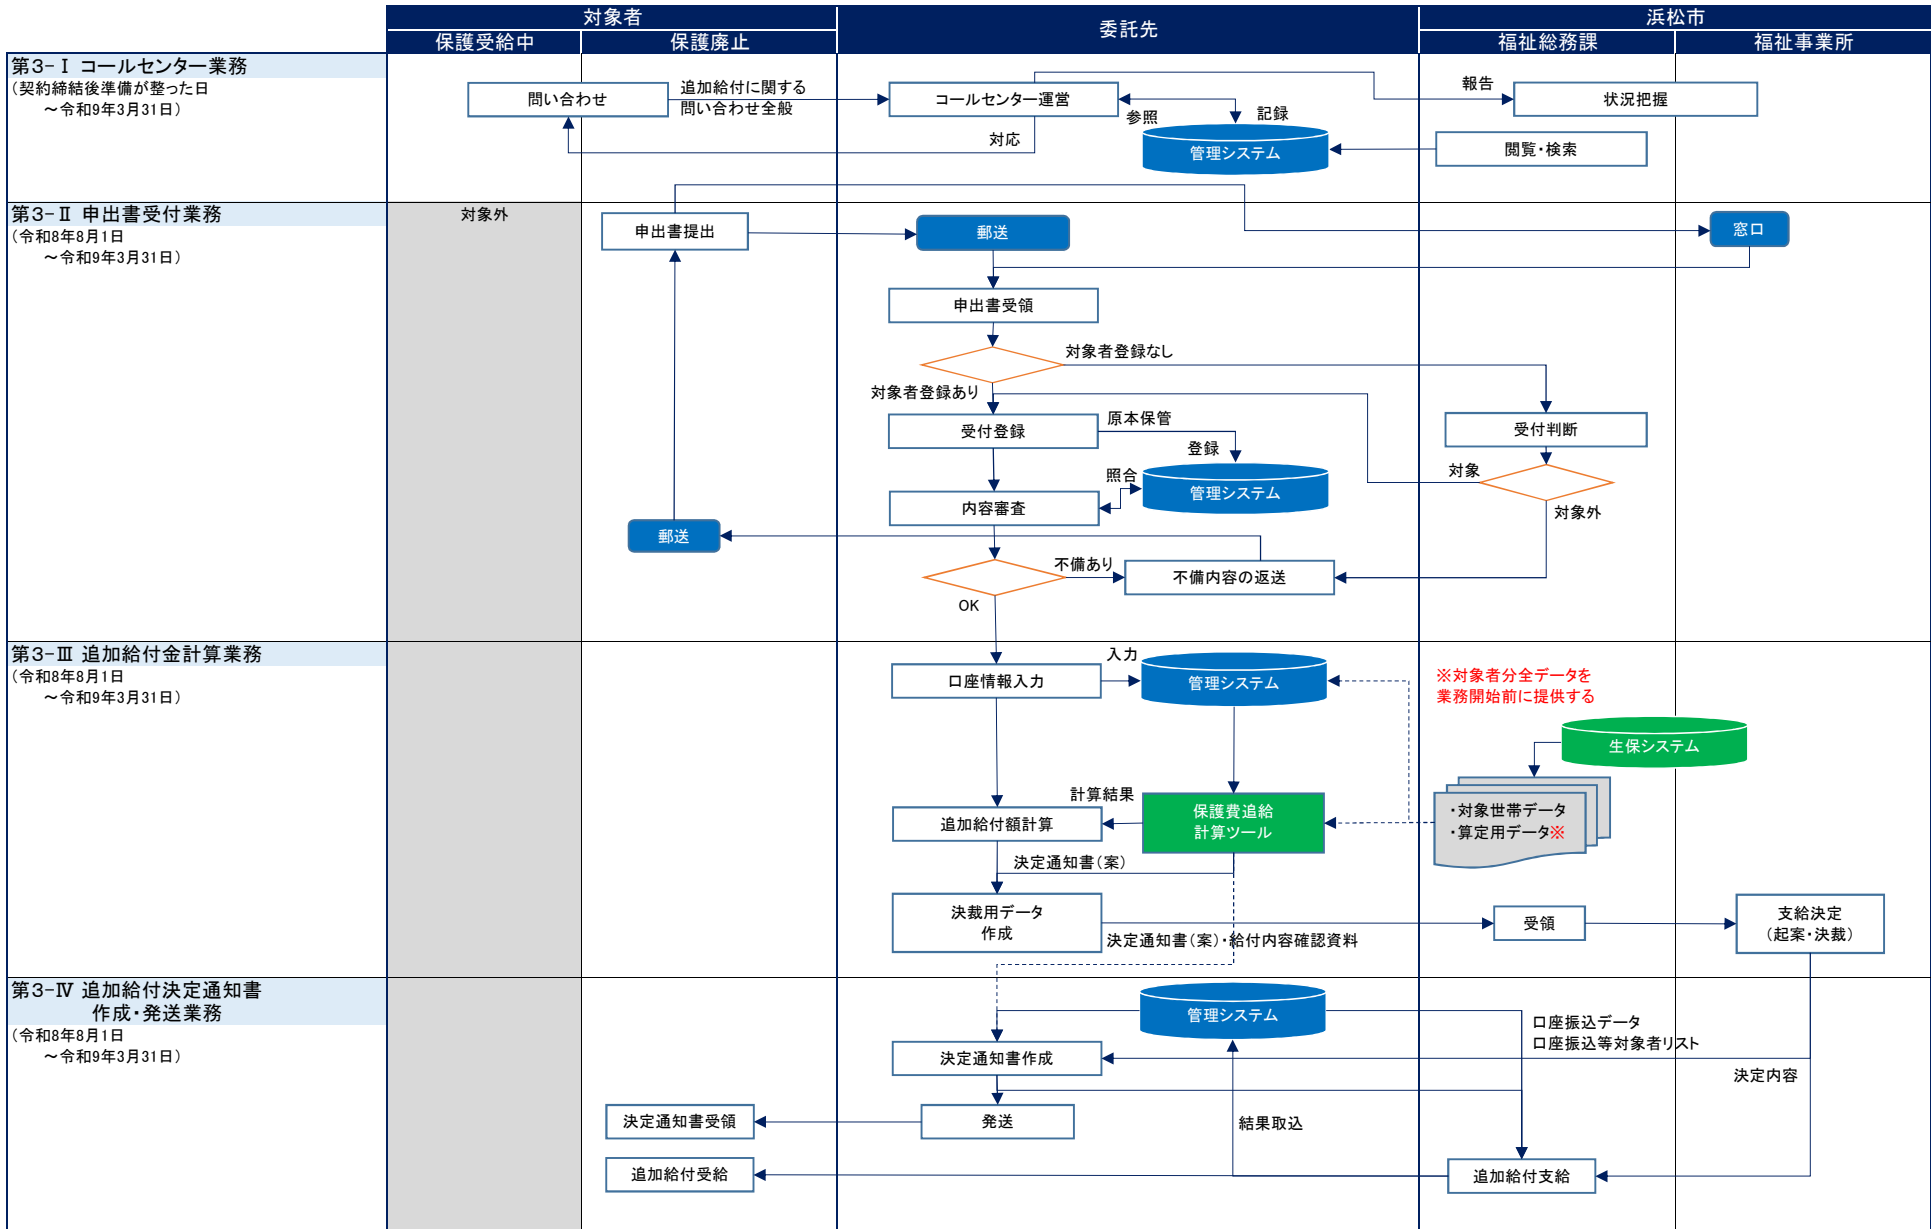 対象者
委託先
浜松市
保護受給中
保護廃止
福祉総務課
福祉事業所
第3-Ⅰ コールセンター業務
（契約締結後準備が整った日
～令和9年3月31日）
問い合わせ
追加給付に関する
問い合わせ全般
コールセンター運営
報告
状況把握
参照
記録
対応
管理システム
閲覧・検索
第3-Ⅱ 申出書受付業務
（令和8年8月1日
～令和9年3月31日）
対象外
申出書提出
郵送
窓口
申出書受領
対象者登録なし
対象者登録あり
受付登録
原本保管
登録
受付判断
対象
照合
管理システム
内容審査
対象外
郵送
不備あり
不備内容の返送
OK
第3-Ⅲ 追加給付金計算業務
（令和8年8月1日
～令和9年3月31日）
口座情報入力
入力
管理システム
※対象者分全データを
業務開始前に提供する
生保システム
計算結果
追加給付額計算
保護費追給
計算ツール
・対象世帯データ
・算定用データ※
決定通知書（案）
決裁用データ
作成
決定通知書（案）・給付内容確認資料
受領
支給決定
（起案・決裁）
第3-Ⅳ 追加給付決定通知書
作成・発送業務
（令和8年8月1日
～令和9年3月31日）
管理システム
口座振込データ
口座振込等対象者リスト
決定通知書作成
決定内容
決定通知書受領
発送
結果取込
追加給付受給
追加給付支給